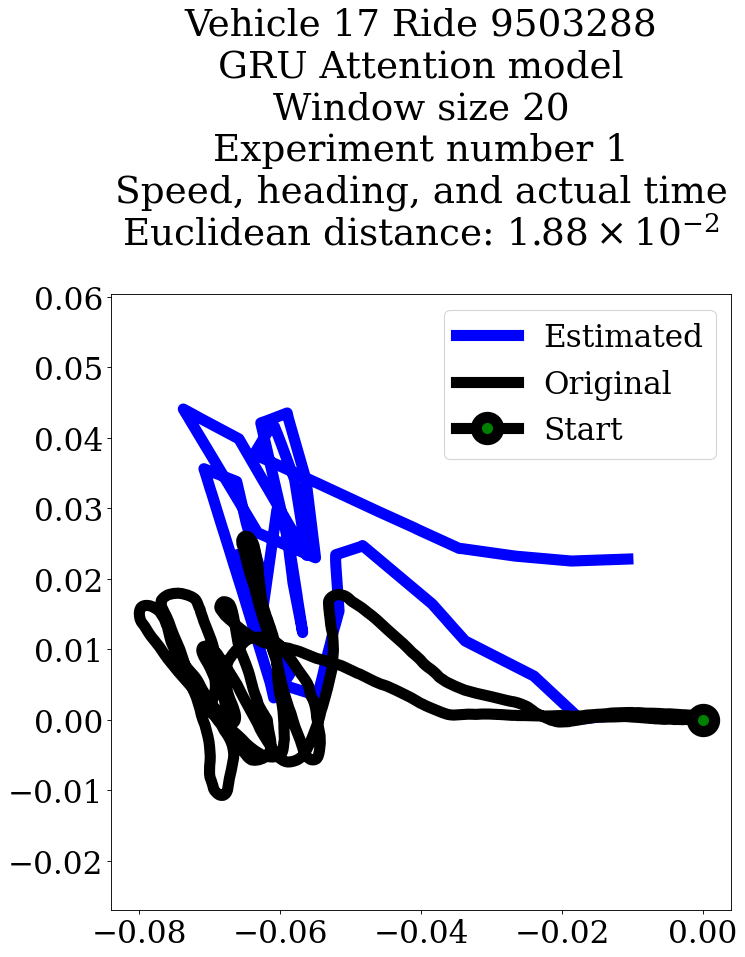 Vehicle 17 Ride 9503288
GRU Attention model
Window size 20
Experiment number 1
Speed, heading, and actual time
Euclidean distance: 1.88 × 10⁻²
0.06
0.05
0.04
0.03
0.02
0.01
0.00
−0.01
−0.02
Estimated
Original
Start
−0.08
−0.06
−0.04
−0.02
0.00